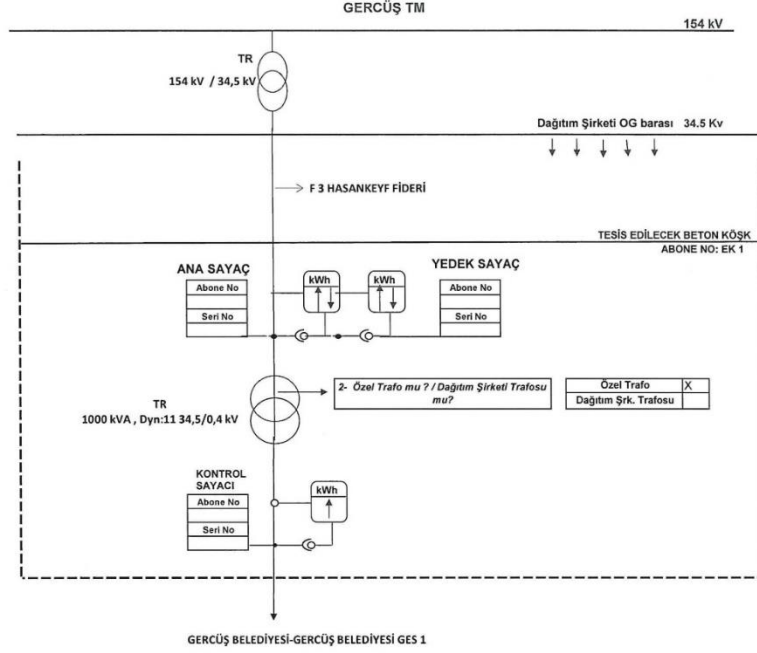 GERCÜŞ TM
154 kV
TR
154 kV / 34,5 kV
Dağıtım Şirketi OG barası 34.5 Kv
F 3 HASANKEYF FİDERİ
TESİS EDİLECEK BETON KÖŞK
ABONE NO: EK 1
ANA SAYAÇ
YEDEK SAYAÇ
kWh
kWh
Abone No
Abone No
Seri No
Seri No
2- Özel Trafo mu ? / Dağıtım Şirketi Trafosu
mu?
Özel Trafo X
Dağıtım Şrk. Trafosu
TR
1000 kVA , Dyn:11 34,5/0,4 kV
KONTROL
SAYACI
kWh
Abone No
Seri No
GERCÜŞ BELEDİYESİ-GERCÜŞ BELEDİYESİ GES 1